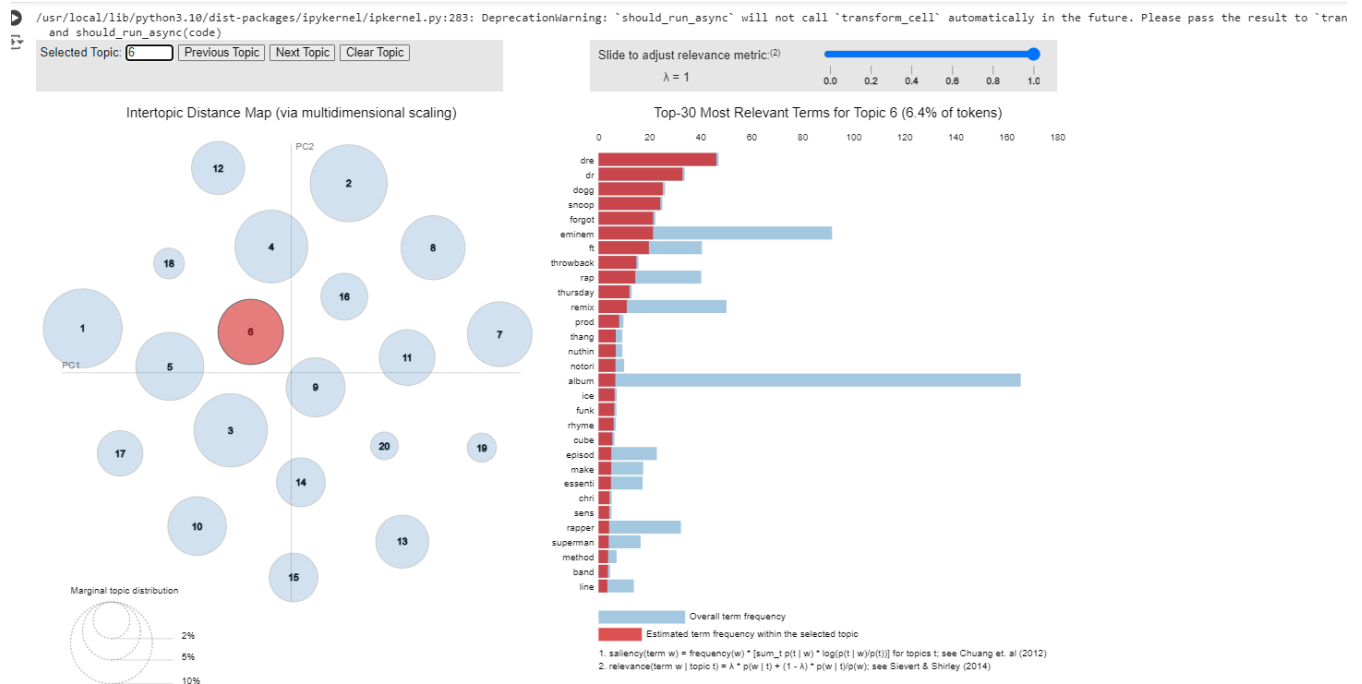 /usr/local/lib/python3.10/dist-packages/ipykernel/ipkernel.py:283: DeprecationWarning: `should_run_async` will not call `transform_cell` automatically in the future. Please pass the result to `tran
and should_run_async(code)
Selected Topic: 6 Previous Topic Next Topic Clear Topic
Slide to adjust relevance metric:(2)
λ = 1
0.0 0.2 0.4 0.6 0.8 1.0
Intertopic Distance Map (via multidimensional scaling)
PC2
PC1
12
2
4
8
18
16
1
6
7
5
11
9
3
17
20
19
14
10
13
15
Marginal topic distribution
2%
5%
10%
Top-30 Most Relevant Terms for Topic 6 (6.4% of tokens)
0 20 40 60 80 100 120 140 160 180
dre
dr
dogg
snoop
forgot
eminem
ft
throwback
rap
thursday
remix
prod
thang
nuthin
notori
album
ice
funk
rhyme
cube
episod
make
essenti
chri
sens
rapper
superman
method
band
line
Overall term frequency
Estimated term frequency within the selected topic
1. saliency(term w) = frequency(w) * [sum_t p(t | w) * log(p(t | w)/p(t))] for topics t; see Chuang et. al (2012)
2. relevance(term w | topic t) = λ * p(w | t) + (1 - λ) * p(w | t)/p(w); see Sievert & Shirley (2014)